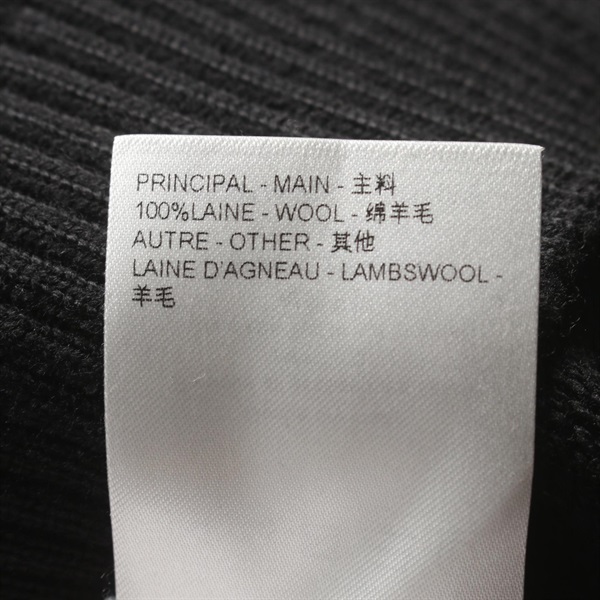 PRINCIPAL - MAIN - 主料
100%LAINE - WOOL - 绵羊毛
AUTRE - OTHER - 其他
LAINE D'AGNEAU - LAMBSWOOL -
羊毛